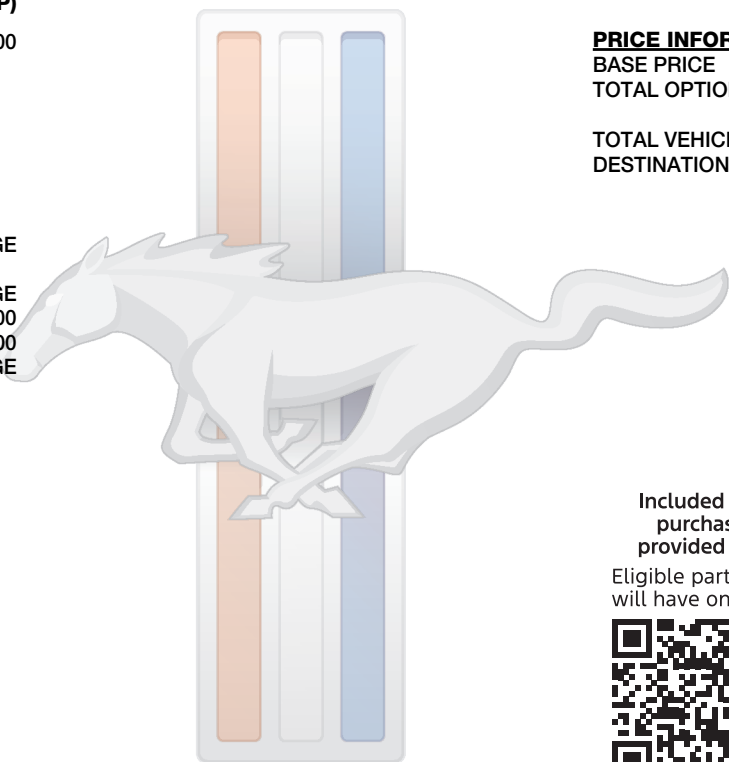 P)
00
GE
GE
00
00
GE
PRICE INFOR
BASE PRICE
TOTAL OPTIO
TOTAL VEHIC
DESTINATION
Included
purchas
provided
Eligible part
will have on